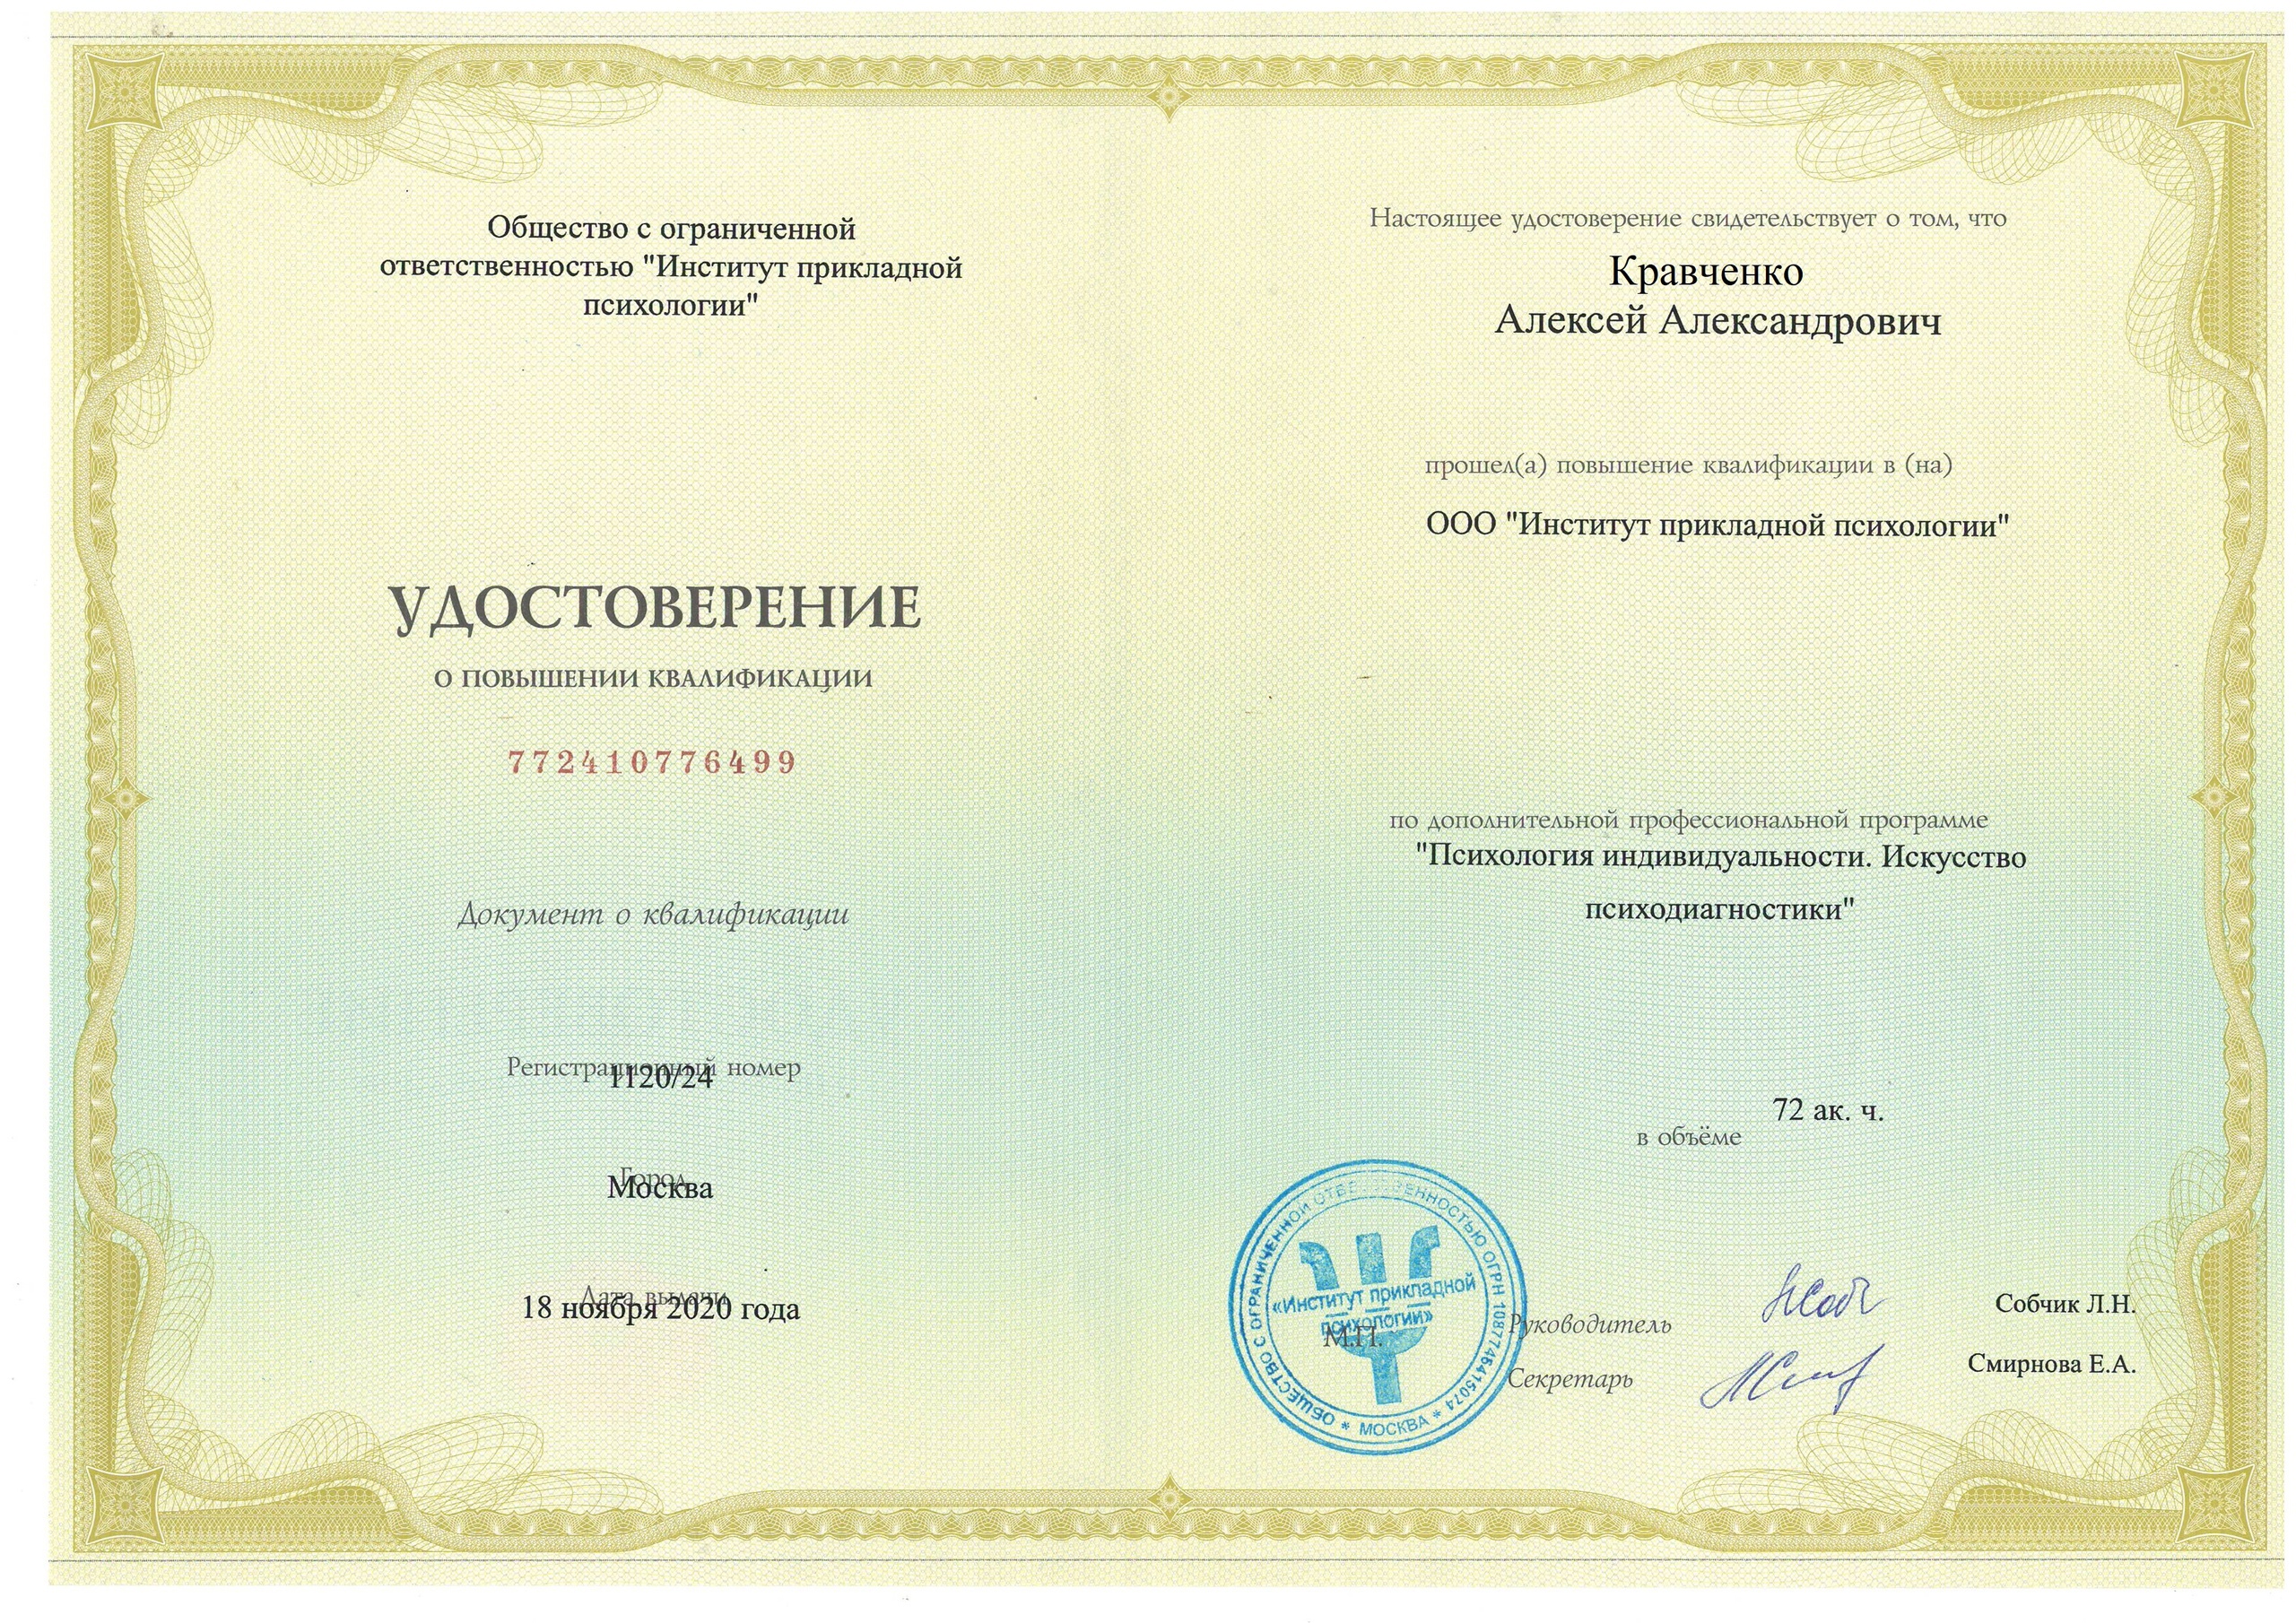 Общество с ограниченной
ответственностью "Институт прикладной
психологии"
УДОСТОВЕРЕНИЕ
О ПОВЫШЕНИИ КВАЛИФИКАЦИИ
772410776499
Документ о квалификации
Регистрационный номер
П20/24
Город
Москва
Дата выдачи
18 ноября 2020 года
Настоящее удостоверение свидетельствует о том, что
Кравченко
Алексей Александрович
прошел(а) повышение квалификации в (на)
ООО "Институт прикладной психологии"
по дополнительной профессиональной программе
"Психология индивидуальности. Искусство
психодиагностики"
72 ак. ч.
в объёме
ОБЩЕСТВО С ОГРАНИЧЕННОЙ ОТВЕТСТВЕННОСТЬЮ ОГРН 1087746415074 * МОСКВА *
«Институт прикладной
психологии»
М.П.
Руководитель
Собчик Л.Н.
Секретарь
Смирнова Е.А.